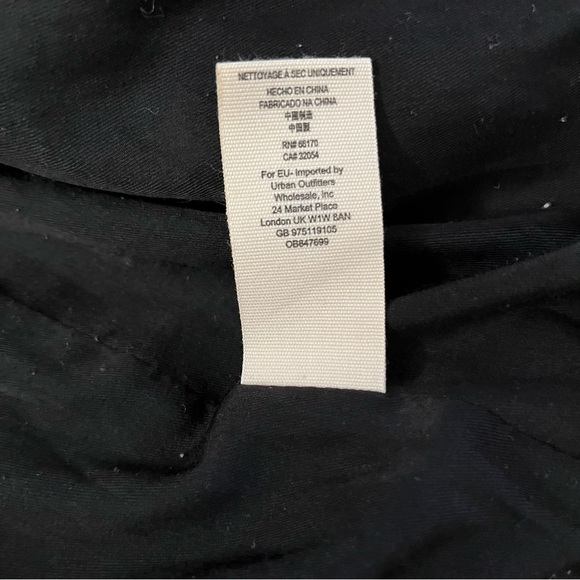 NETTOYAGE À SEC UNIQUEMENT
HECHO EN CHINA
FABRICADO NA CHINA
中國制造
中国製
RN# 66170
CA# 32054
For EU- Imported by
Urban Outfitters
Wholesale, Inc
24 Market Place
London UK W1W 8AN
GB 975119105
OB847699